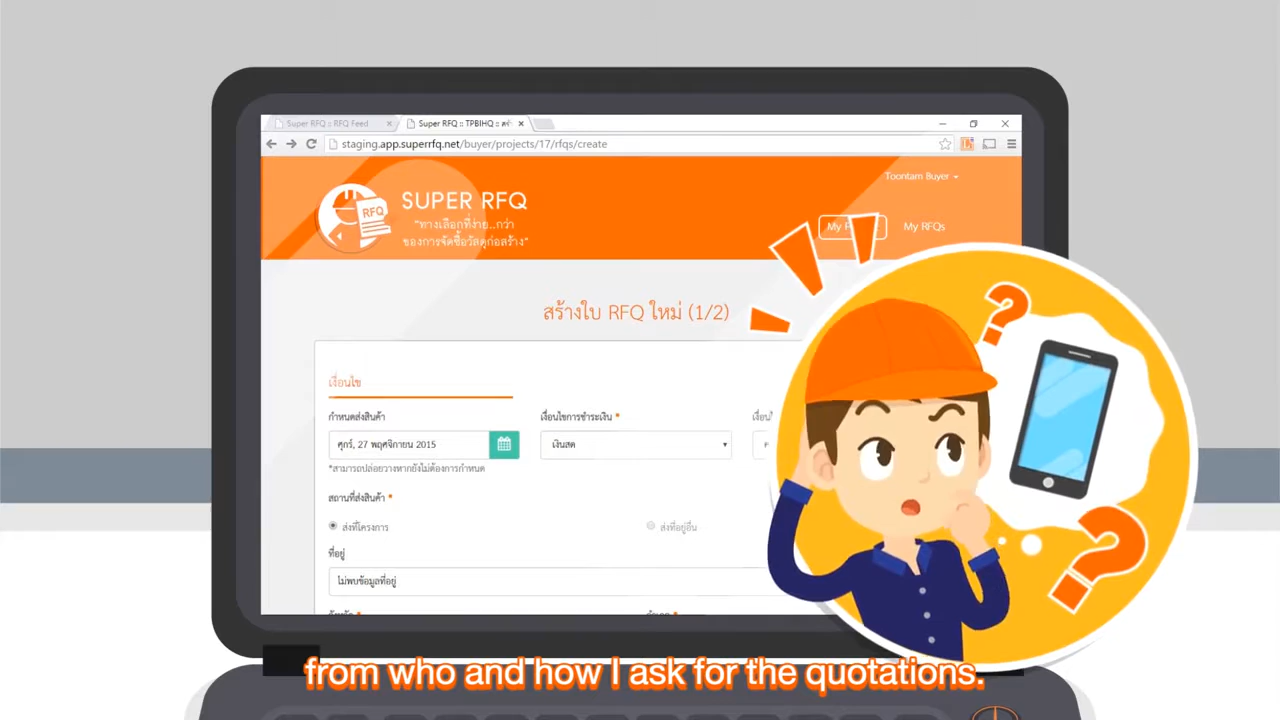 Super RFQ :: RFQ Feed
Super RFQ :: TPBIHQ :: สร้า
staging.app.superrfq.net/buyer/projects/17/rfqs/create
Toontam Buyer
RFQ
SUPER RFQ
"ทางเลือกที่ง่าย..กว่า
ของการจัดซื้อวัสดุก่อสร้าง"
My RFQs
สร้างใบ RFQ ใหม่ (1/2)
เงื่อนไข
กำหนดส่งสินค้า
เงื่อนไขการชำระเงิน *
ศุกร์, 27 พฤศจิกายน 2015
เงินสด
*สามารถปล่อยวางหากยังไม่ต้องการกำหนด
สถานที่ส่งสินค้า *
ส่งที่โครงการ
ส่งที่อยู่อื่น
ที่อยู่
ไม่พบข้อมูลที่อยู่
? ?
from who and how I ask for the quotations.